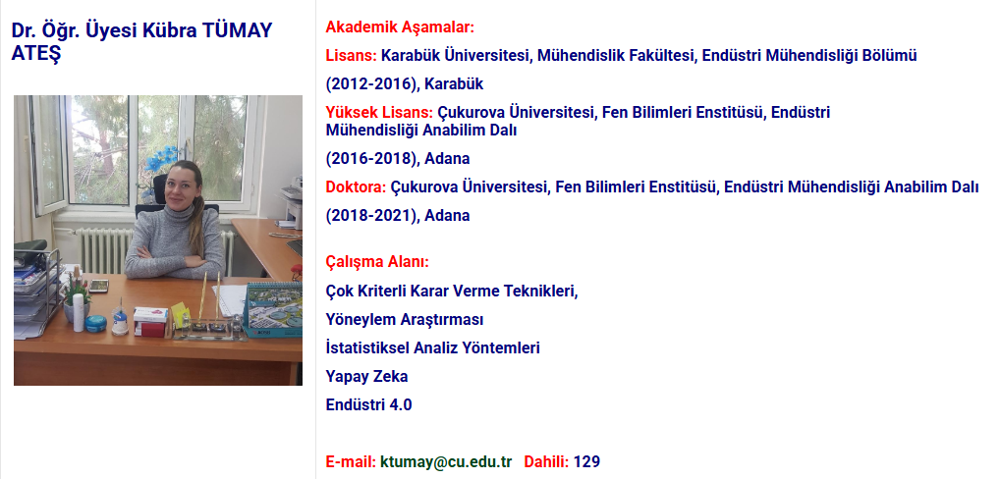 Dr. Öğr. Üyesi Kübra TÜMAY
ATEŞ
Akademik Aşamalar:
Lisans: Karabük Üniversitesi, Mühendislik Fakültesi, Endüstri Mühendisliği Bölümü
(2012-2016), Karabük
Yüksek Lisans: Çukurova Üniversitesi, Fen Bilimleri Enstitüsü, Endüstri
Mühendisliği Anabilim Dalı
(2016-2018), Adana
Doktora: Çukurova Üniversitesi, Fen Bilimleri Enstitüsü, Endüstri Mühendisliği Anabilim Dalı
(2018-2021), Adana
Çalışma Alanı:
Çok Kriterli Karar Verme Teknikleri,
Yöneylem Araştırması
İstatistiksel Analiz Yöntemleri
Yapay Zeka
Endüstri 4.0
E-mail: ktumay@cu.edu.tr Dahili: 129